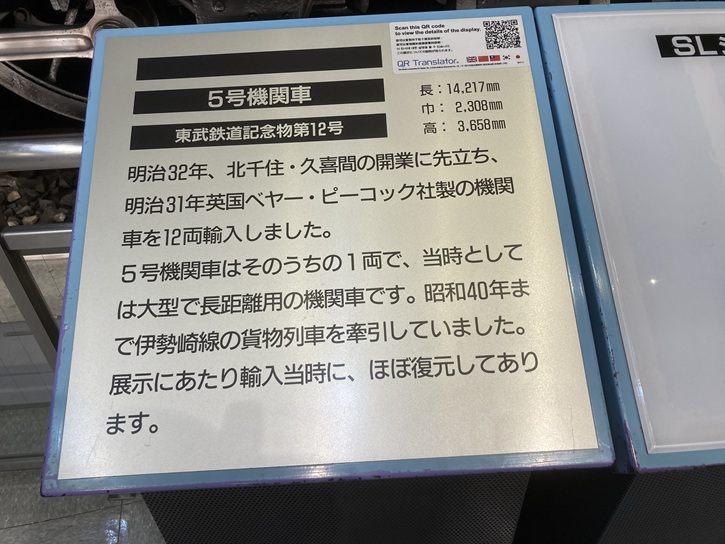 Scan this QR code
to view the details of the display.
QR Translator
5号機関車
東武鉄道記念物第12号
長：14,217mm
巾：2,308mm
高：3,658mm
明治32年、北千住・久喜間の開業に先立ち、
明治31年英国ベヤー・ピーコック社製の機関
車を12両輸入しました。
5号機関車はそのうちの1両で、当時として
は大型で長距離用の機関車です。昭和40年ま
で伊勢崎線の貨物列車を牽引していました。
展示にあたり輸入当時に、ほぼ復元してあり
ます。
SL